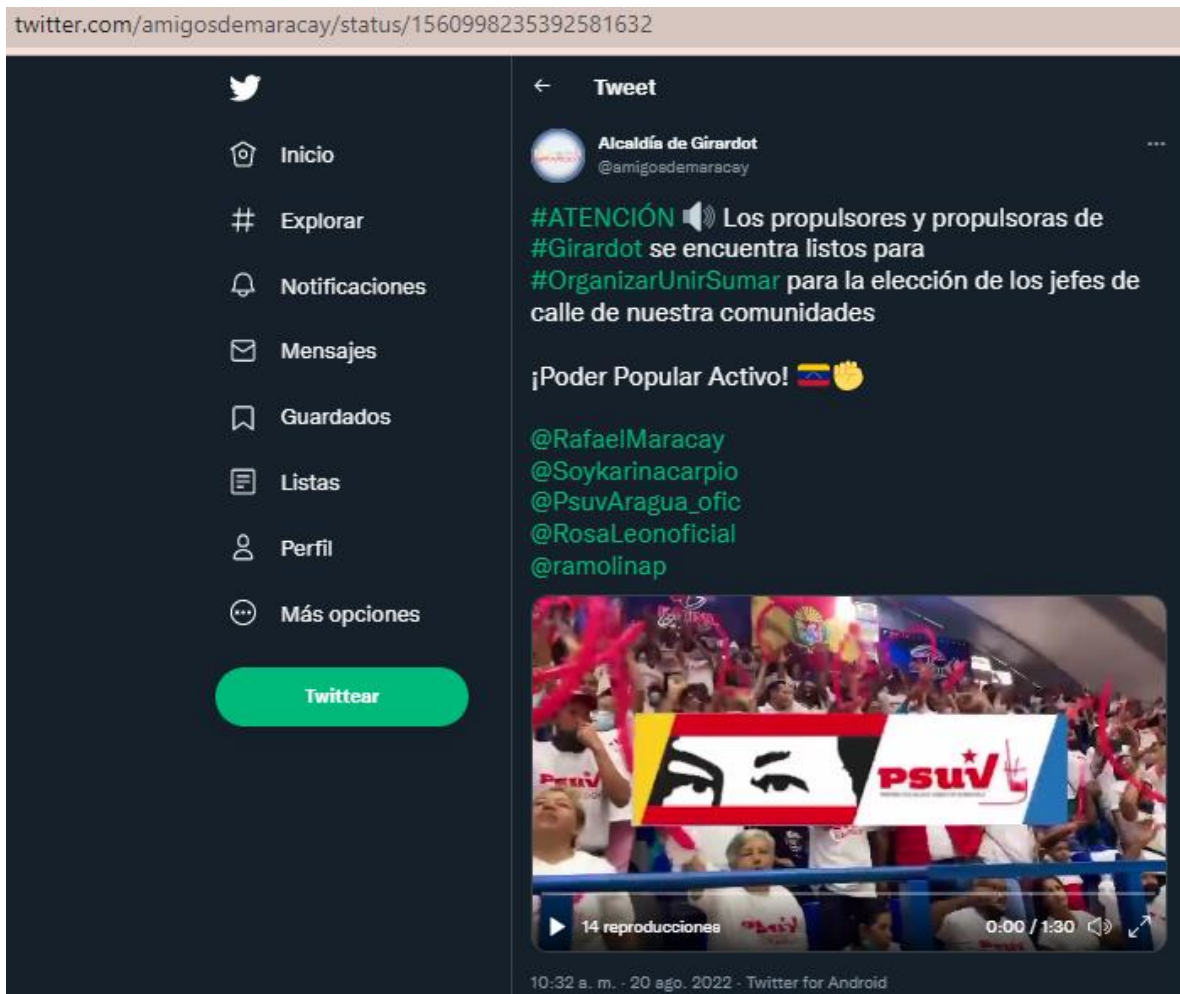 twitter.com/amigosdemaracay/status/1560998235392581632
Inicio
Explorar
Notificaciones
Mensajes
Guardados
Listas
Perfil
Más opciones
Twittear
Tweet
Alcaldía de Girardot
@amigosdemaracay
#ATENCIÓN Los propulsores y propulsoras de
#Girardot se encuentra listos para
#OrganizarUnirSumar para la elección de los jefes de
calle de nuestra comunidades
¡Poder Popular Activo!
@RafaelMaracay
@Soykarinacarpio
@PsuvAragua_ofic
@RosaLeonoficial
@ramolinap
PSUV
PSUV
14 reproducciones
0:00 / 1:30
10:32 a. m. · 20 ago. 2022 · Twitter for Android